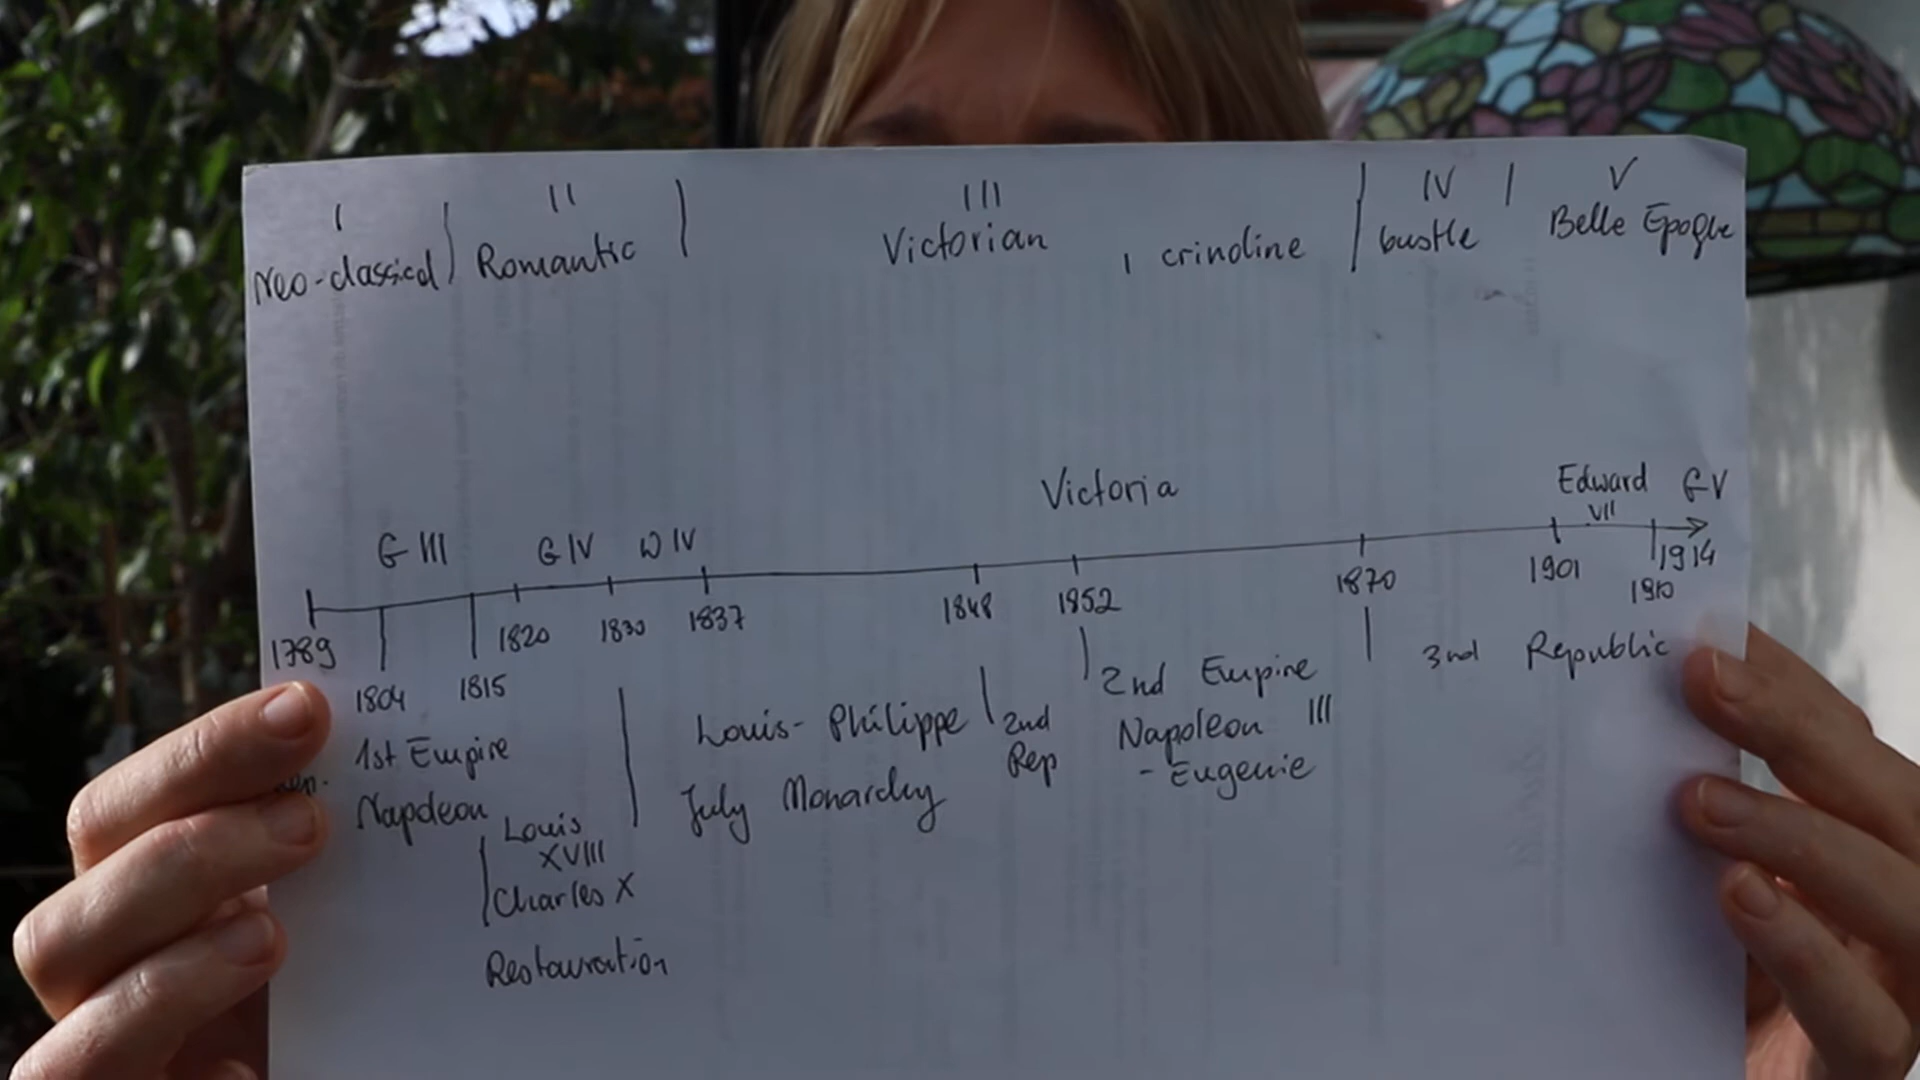 I II III IV V
Neo-classical Romantic Victorian crinoline bustle Belle Epoqhe
Victoria Edward VII G V
G III G IV W IV
1789 1804 1815 1820 1830 1837 1848 1852 1870 1901 1910 1914
1st Empire
Napoleon
Louis
XVIII
Charles X
Restauration
Louis-Philippe
July Monarchy
2nd
Rep
2nd Empire
Napoleon III
- Eugenie
3nd Republic